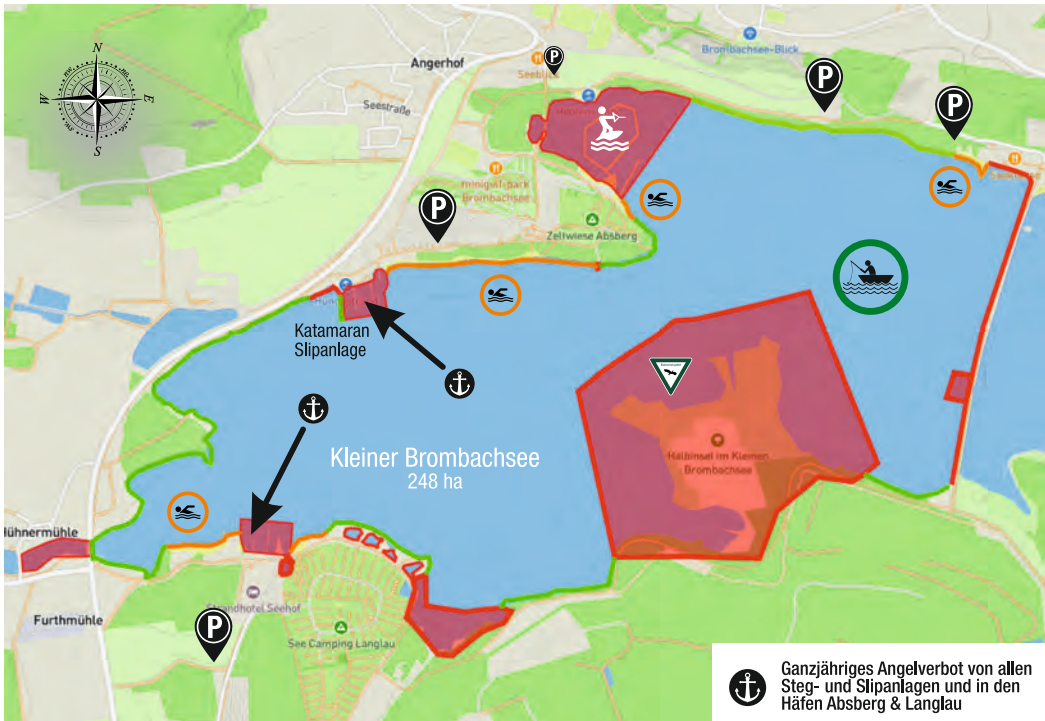 N
W
E
S
Angerhof
Seestraße
Seeblick
P
Brombachsee-Blick
P
P
minigolf-park
Brombachsee
P
Zeltwiese Absberg
Katamaran
Slipanlage
Kleiner Brombachsee
248 ha
Halbinsel im Kleinen
Brombachsee
Hühnermühle
Furthmühle
Strandhotel Seehof
P
See Camping Langlau
Ganzjähriges Angelverbot von allen
Steg- und Slipanlagen und in den
Häfen Absberg & Langlau